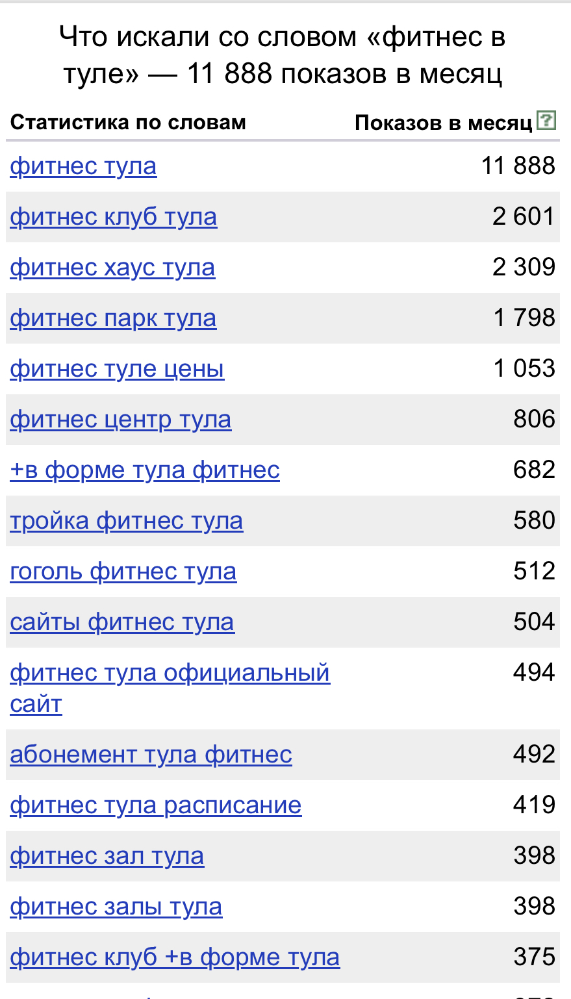 Что искали со словом «фитнес в
туле» — 11 888 показов в месяц
Статистика по словам Показов в месяц ?
фитнес тула 11 888
фитнес клуб тула 2 601
фитнес хаус тула 2 309
фитнес парк тула 1 798
фитнес туле цены 1 053
фитнес центр тула 806
+в форме тула фитнес 682
тройка фитнес тула 580
гоголь фитнес тула 512
сайты фитнес тула 504
фитнес тула официальный 494
сайт
абонемент тула фитнес 492
фитнес тула расписание 419
фитнес зал тула 398
фитнес залы тула 398
фитнес клуб +в форме тула 375